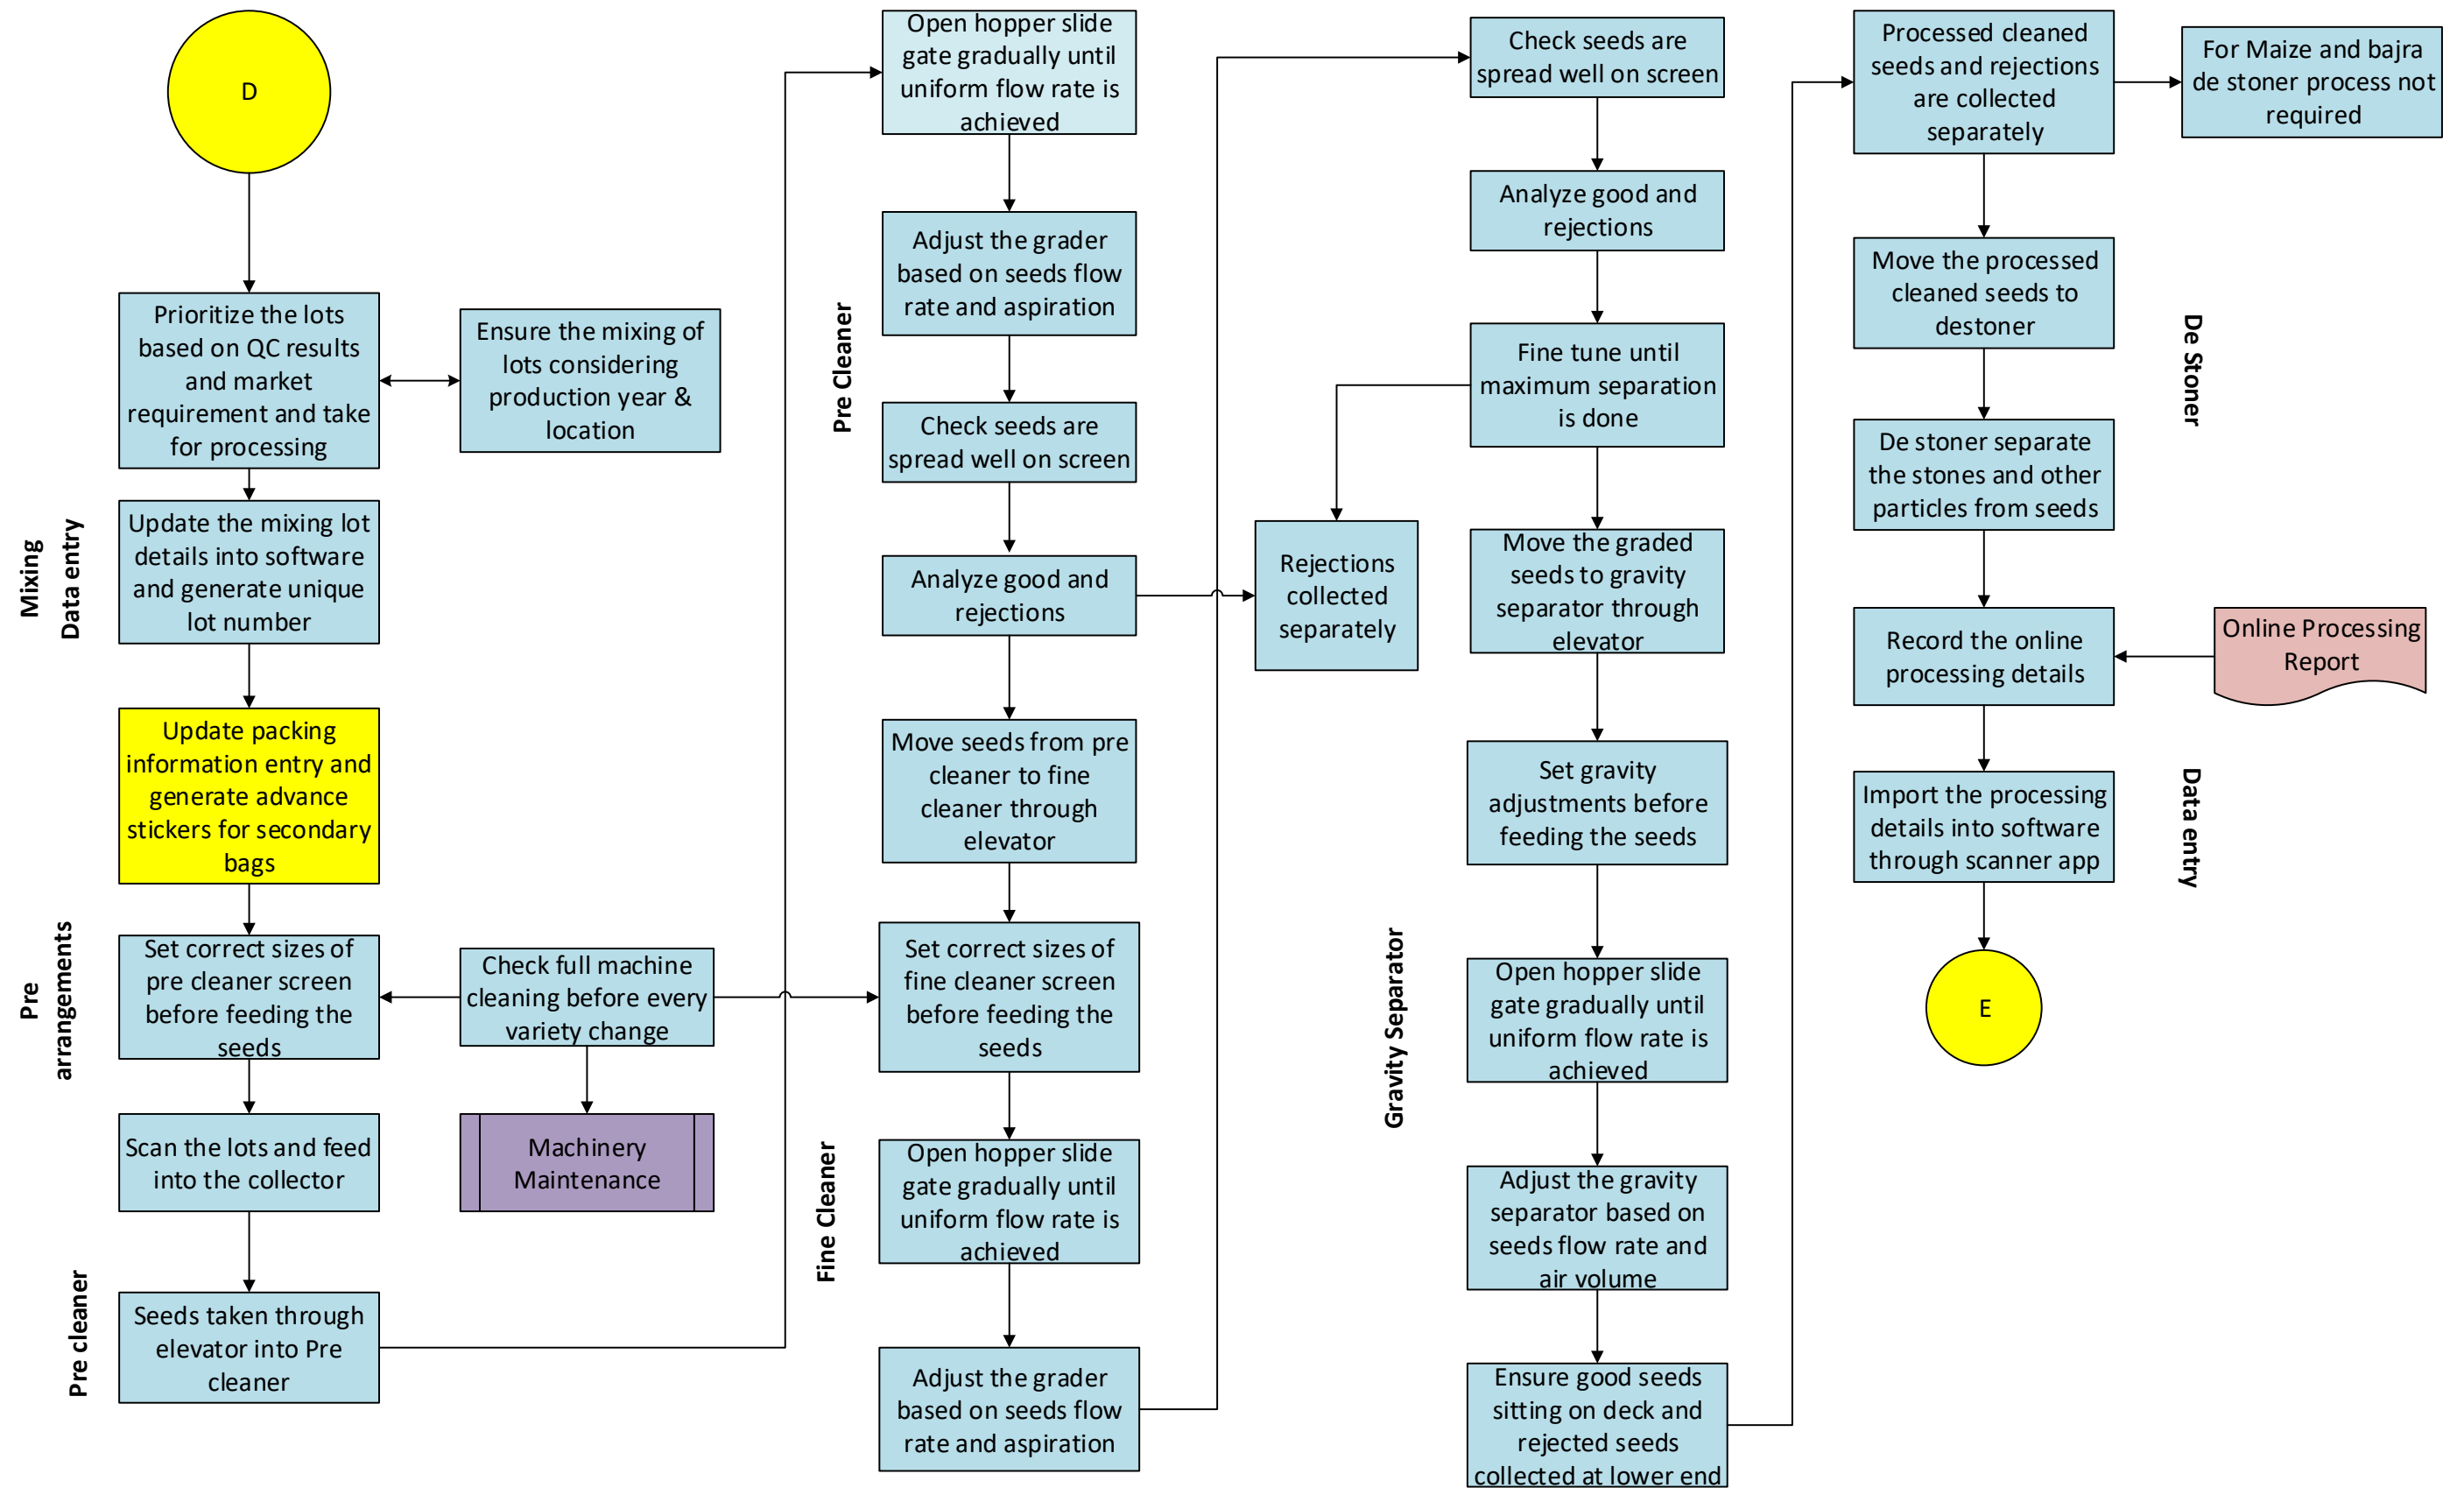 D
Prioritize the lots
based on QC results
and market
requirement and take
for processing
Ensure the mixing of
lots considering
production year &
location
Mixing
Data entry
Update the mixing lot
details into software
and generate unique
lot number
Update packing
information entry and
generate advance
stickers for secondary
bags
Pre
arrangements
Set correct sizes of
pre cleaner screen
before feeding the
seeds
Check full machine
cleaning before every
variety change
Machinery
Maintenance
Scan the lots and feed
into the collector
Pre cleaner
Seeds taken through
elevator into Pre
cleaner
Open hopper slide
gate gradually until
uniform flow rate is
achieved
Pre Cleaner
Adjust the grader
based on seeds flow
rate and aspiration
Check seeds are
spread well on screen
Analyze good and
rejections
Rejections
collected
separately
Move seeds from pre
cleaner to fine
cleaner through
elevator
Set correct sizes of
fine cleaner screen
before feeding the
seeds
Fine Cleaner
Open hopper slide
gate gradually until
uniform flow rate is
achieved
Adjust the grader
based on seeds flow
rate and aspiration
Check seeds are
spread well on screen
Analyze good and
rejections
Fine tune until
maximum separation
is done
Move the graded
seeds to gravity
separator through
elevator
Set gravity
adjustments before
feeding the seeds
Gravity Separator
Open hopper slide
gate gradually until
uniform flow rate is
achieved
Adjust the gravity
separator based on
seeds flow rate and
air volume
Ensure good seeds
sitting on deck and
rejected seeds
collected at lower end
Processed cleaned
seeds and rejections
are collected
separately
For Maize and bajra
de stoner process not
required
Move the processed
cleaned seeds to
destoner
De Stoner
De stoner separate
the stones and other
particles from seeds
Record the online
processing details
Online Processing
Report
Import the processing
details into software
through scanner app
Data entry
E